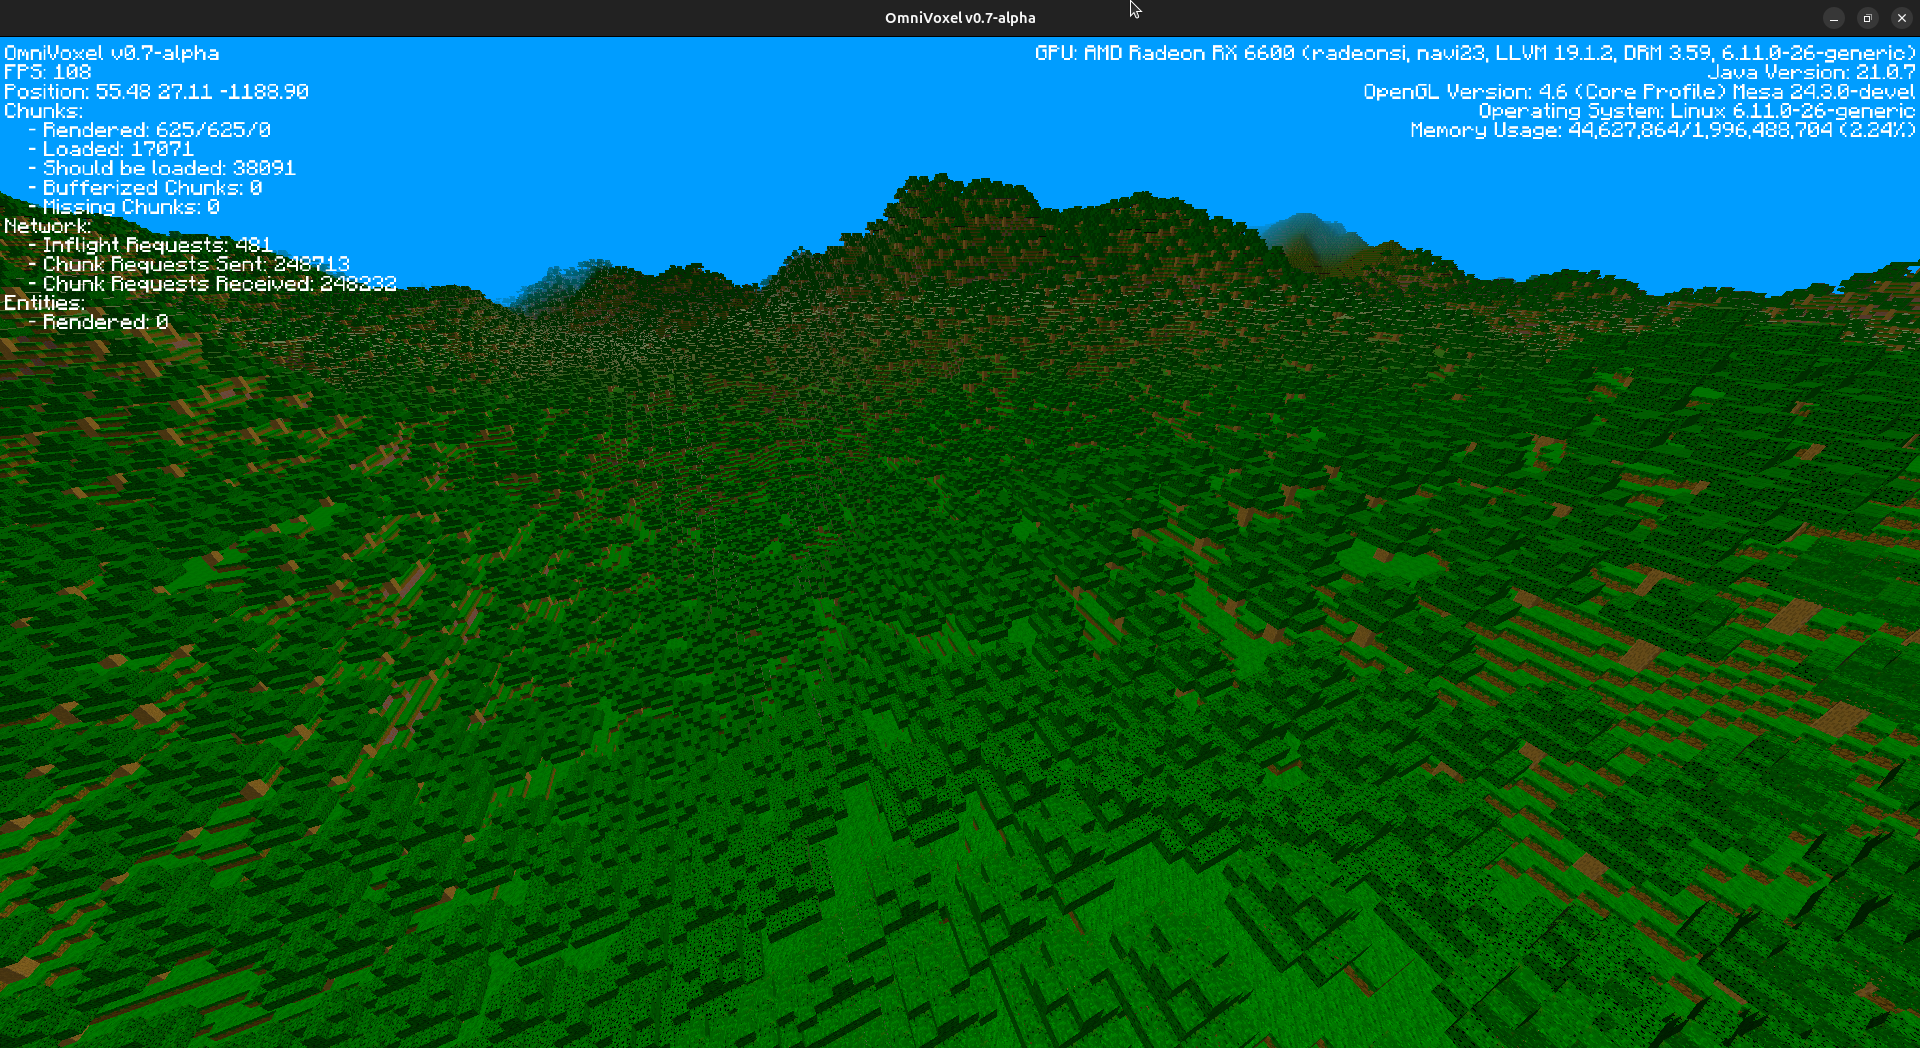 OmniVoxel v0.7-alpha
OmniVoxel v0.7-alpha
FPS: 108
Position: 55.48 27.11 -1188.90
Chunks:
- Rendered: 625/625/0
- Loaded: 17071
- Should be loaded: 38091
- Bufferized Chunks: 0
- Missing Chunks: 0
Network:
- Inflight Requests: 481
- Chunk Requests Sent: 248713
- Chunk Requests Received: 248232
Entities:
- Rendered: 0
GPU: AMD Radeon RX 6600 (radeonsi, navi23, LLVM 19.1.2, DRM 3.59, 6.11.0-26-generic)
Java Version: 21.0.7
OpenGL Version: 4.6 (Core Profile) Mesa 24.3.0-devel
Operating System: Linux 6.11.0-26-generic
Memory Usage: 44,627,864/1,996,488,704 (2.24%)